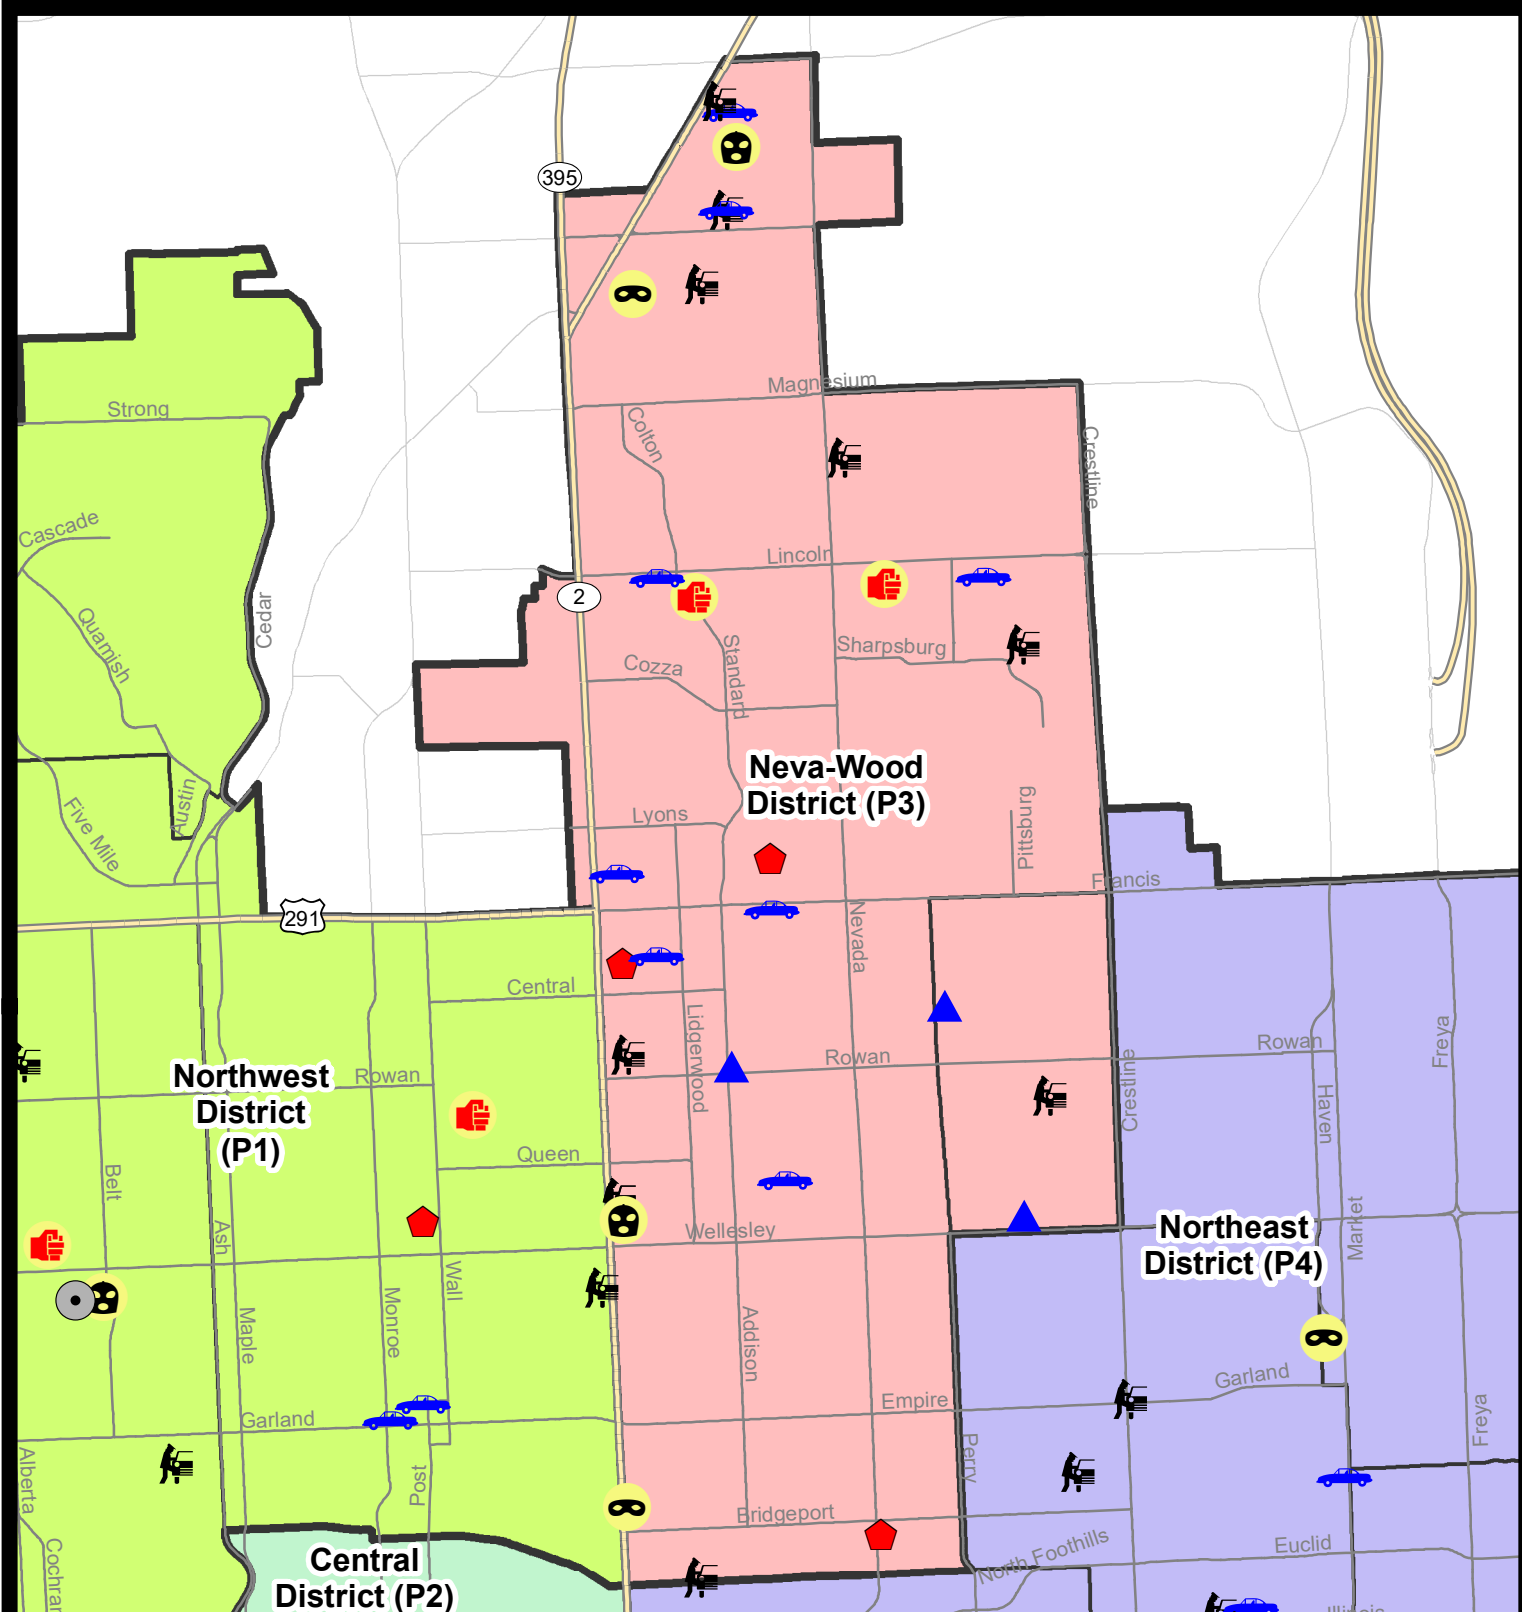 395
Strong
Magnesium
Colton
Crestline
Cascade
Lincoln
2
Quamish
Cedar
Sharpsburg
Cozza
Standard
Neva-Wood
District (P3)
Five Mile
Austin
Lyons
Pittsburg
Francis
291
Nevada
Central
Lidgerwood
Rowan
Rowan
Freya
Northwest
District
(P1)
Rowan
Crestline
Haven
Queen
Belt
Ash
Wellesley
Northeast
District (P4)
Market
Wall
Monroe
Maple
Addison
Garland
Empire
Garland
Freya
Alberta
Post
Perry
Bridgeport
Central
District (P2)
Cochran
North Foothills
Euclid
Illinois